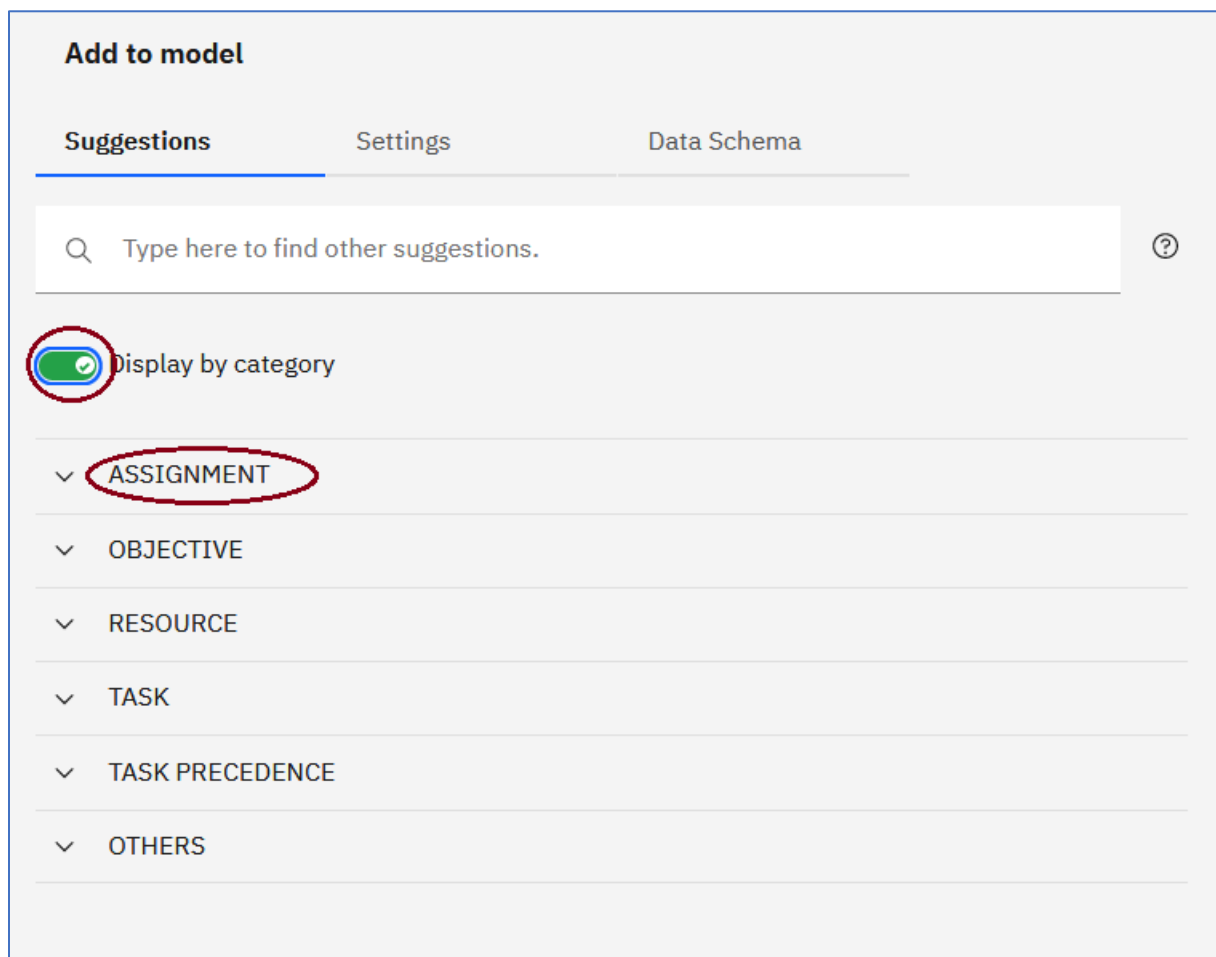 Add to model
Suggestions Settings Data Schema
Type here to find other suggestions.
Display by category
ASSIGNMENT
OBJECTIVE
RESOURCE
TASK
TASK PRECEDENCE
OTHERS